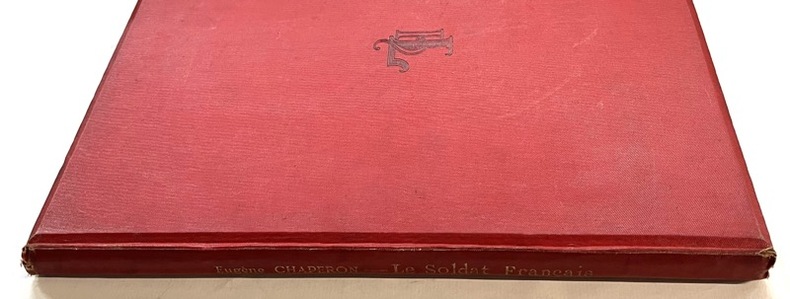 Eugène CHAPERON — Le Soldat Français